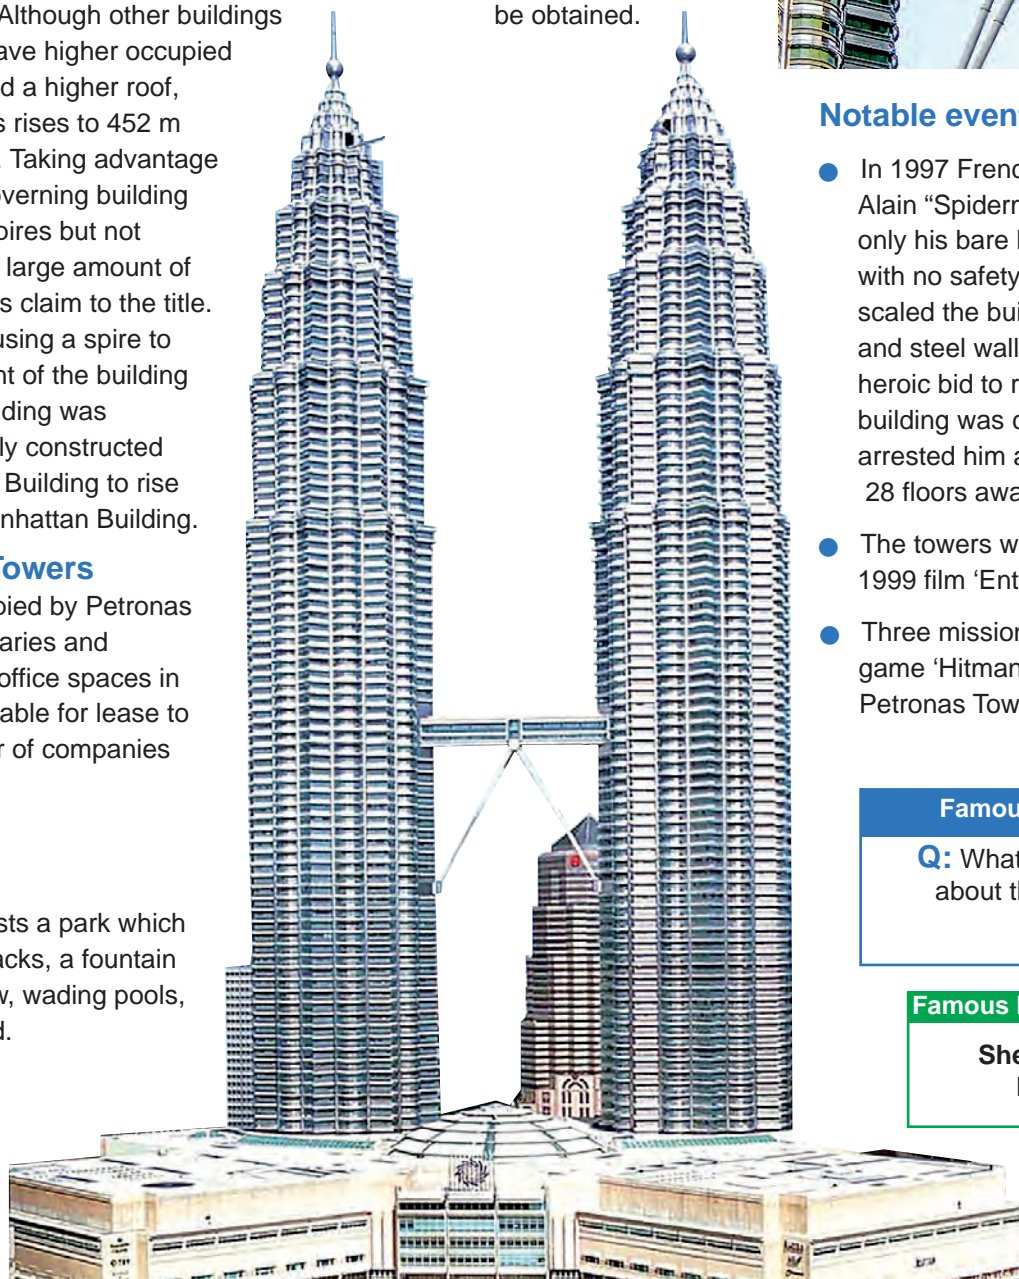 Although other buildings
ave higher occupied
d a higher roof,
s rises to 452 m
. Taking advantage
overning building
oires but not
large amount of
s claim to the title.
using a spire to
nt of the building
lding was
ly constructed
Building to rise
anhattan Building.
Towers
pied by Petronas
aries and
office spaces in
able for lease to
r of companies
sts a park which
acks, a fountain
w, wading pools,
d.
be obtained.
Notable even
In 1997 Frenc
Alain “Spiderm
only his bare
with no safety
scaled the bui
and steel wall
heroic bid to r
building was c
arrested him a
28 floors awa
The towers w
1999 film ‘Ent
Three mission
game ‘Hitman
Petronas Tow
Famou
Q: What
about th
Famous
She